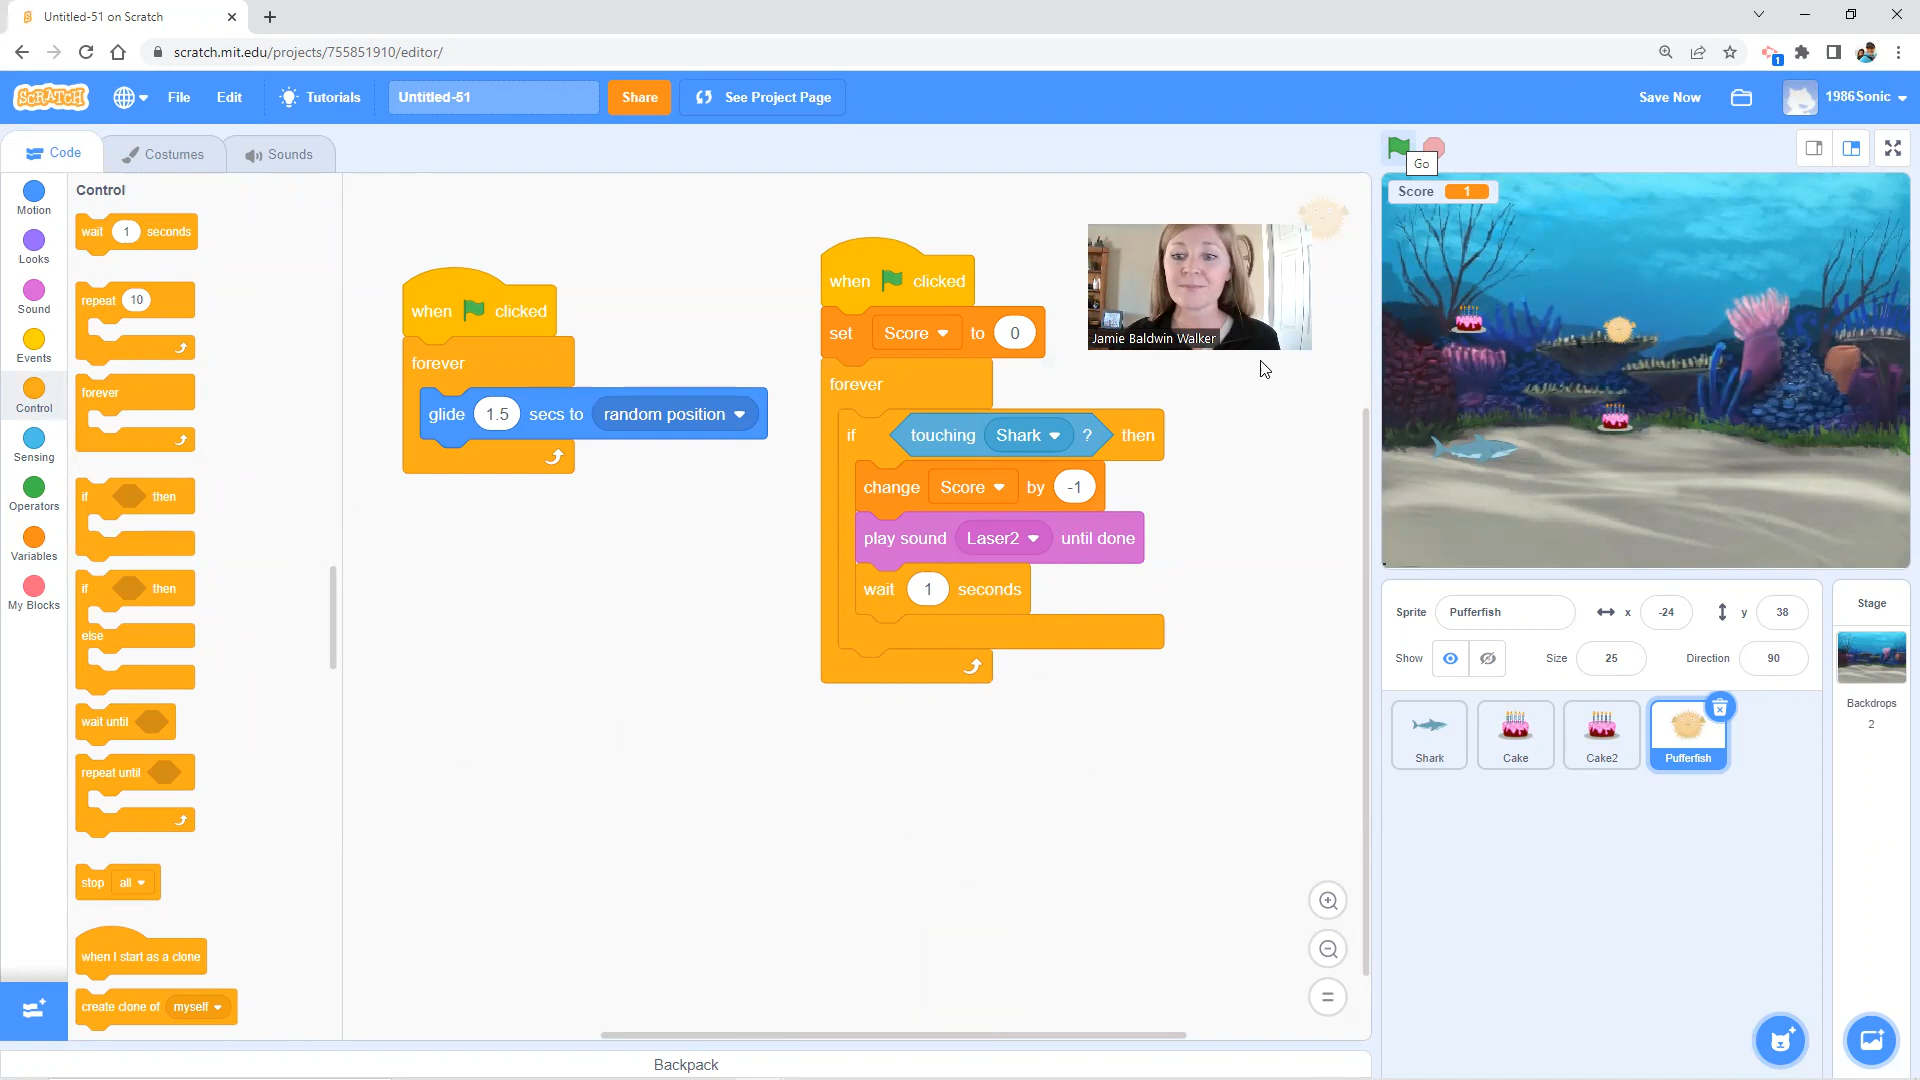 Untitled-51 on Scratch
scratch.mit.edu/projects/755851910/editor/
1
SCRATCH
File
Edit
Tutorials
Untitled-51
Share
See Project Page
Save Now
1986Sonic
Code
Costumes
Sounds
Go
Motion
Looks
Sound
Events
Control
Sensing
Operators
Variables
My Blocks
Control
wait 1 seconds
repeat 10
forever
if then
if then
else
wait until
repeat until
stop all
when I start as a clone
create clone of myself
when clicked
forever
glide 1.5 secs to random position
when clicked
set Score to 0
forever
if touching Shark ? then
change Score by -1
play sound Laser2 until done
wait 1 seconds
Jamie Baldwin Walker
Score 1
Sprite Pufferfish x -24 y 38
Show Size 25 Direction 90
Shark
Cake
Cake2
Pufferfish
Stage
Backdrops
2
Backpack